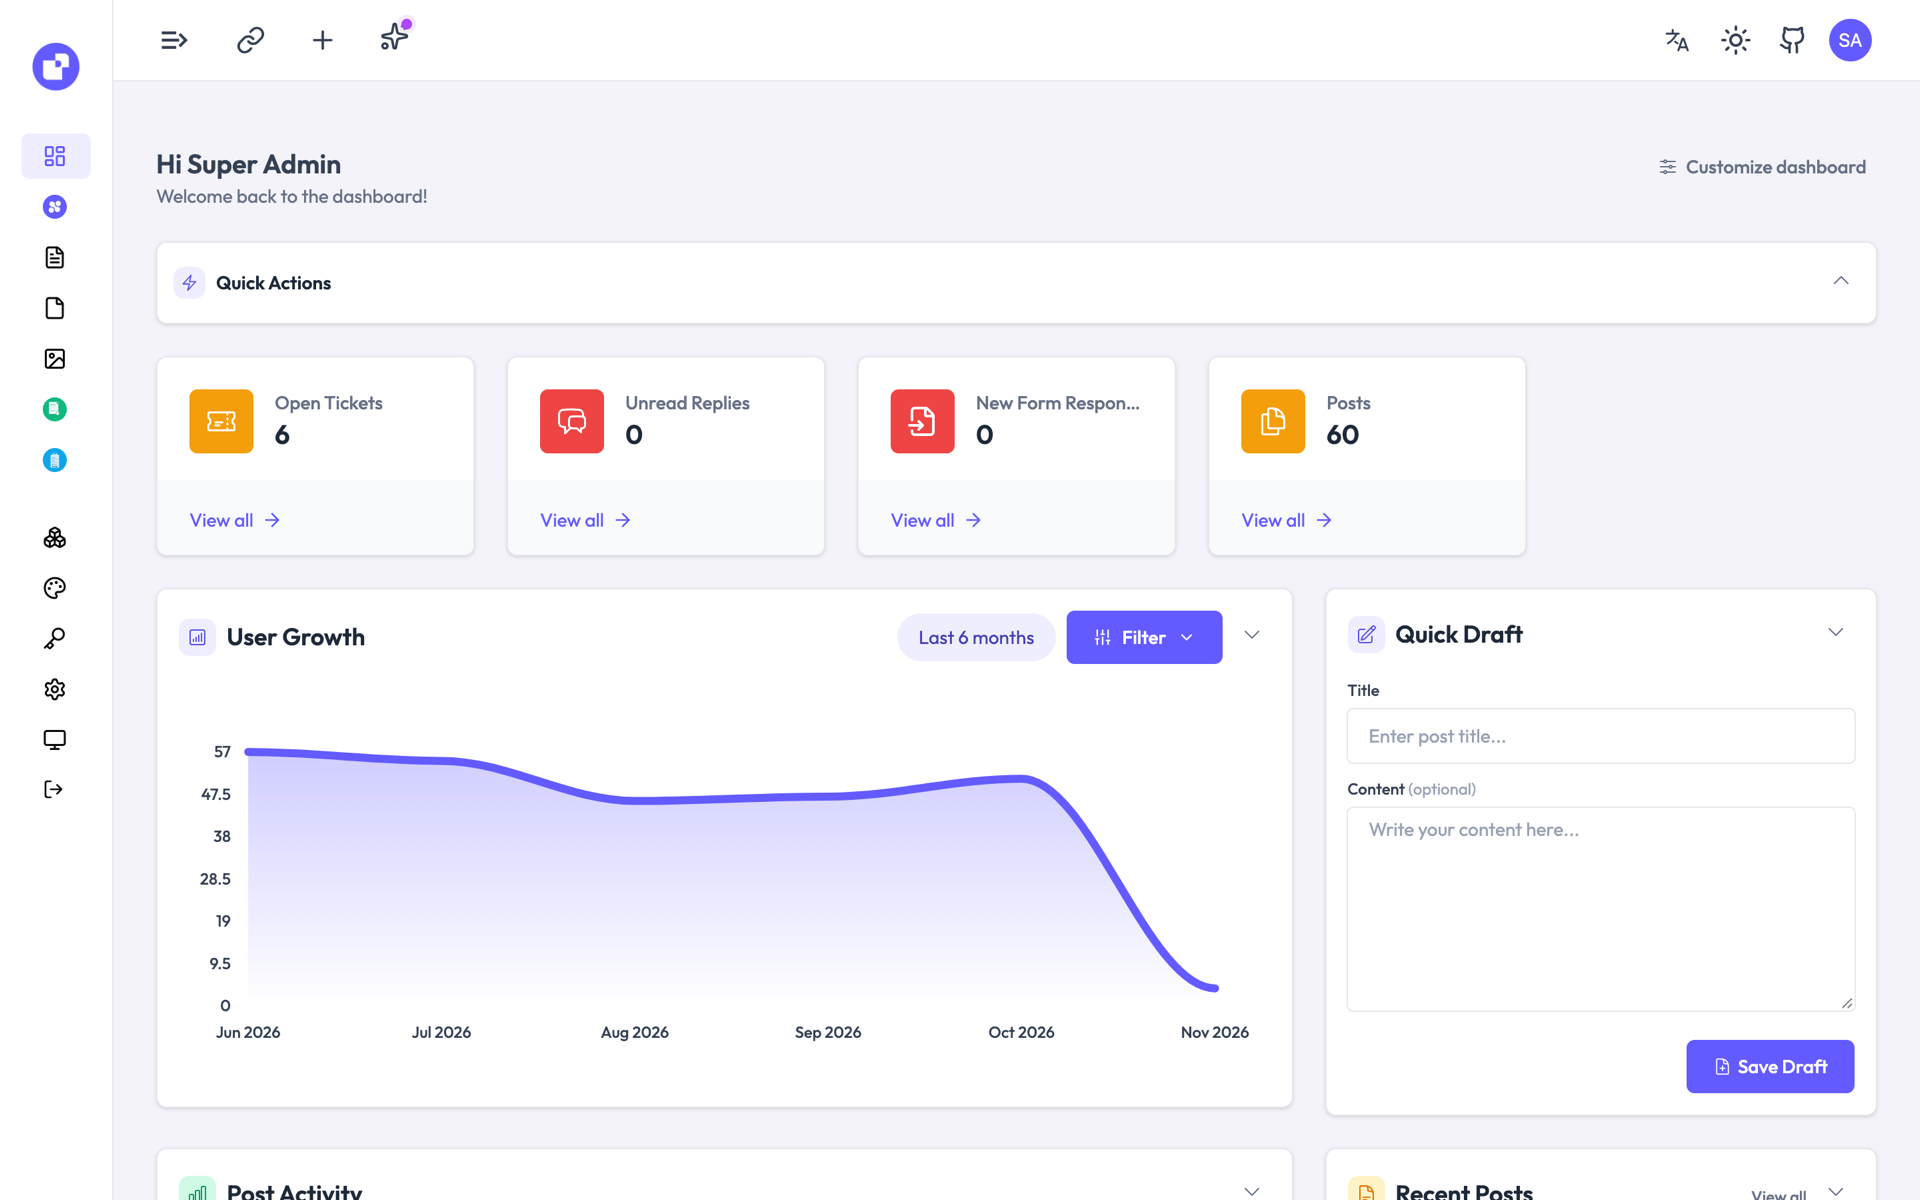 SA
Hi Super Admin
Welcome back to the dashboard!
Customize dashboard
Quick Actions
Open Tickets
6
View all
Unread Replies
0
View all
New Form Respon...
0
View all
Posts
60
View all
User Growth
Last 6 months
Filter
57
47.5
38
28.5
19
9.5
0
Jun 2026
Jul 2026
Aug 2026
Sep 2026
Oct 2026
Nov 2026
Quick Draft
Title
Enter post title...
Content (optional)
Write your content here...
Save Draft
Post Activity
Recent Posts
View all